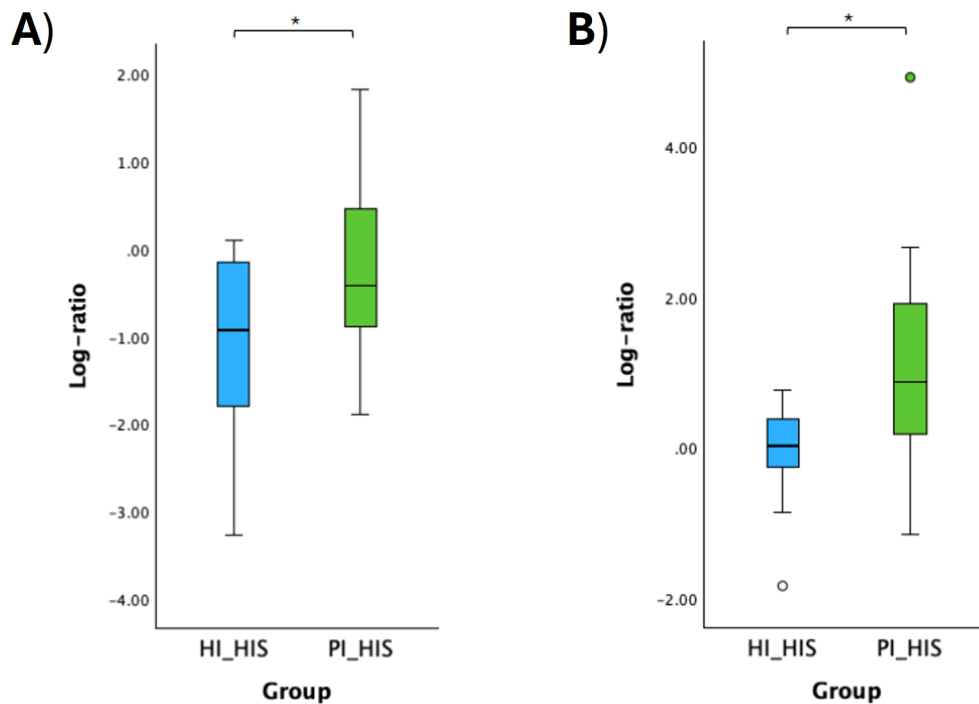 A)
*
2.00
1.00
.00
-1.00
-2.00
-3.00
-4.00
Log-ratio
HI_HIS PI_HIS
Group
B)
*
4.00
2.00
.00
-2.00
Log-ratio
HI_HIS PI_HIS
Group